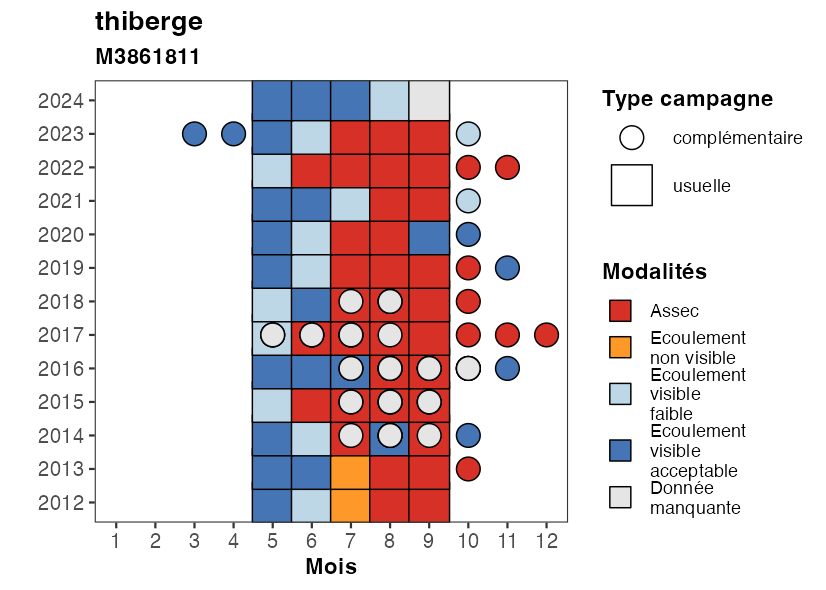 thiberge
M3861811
2024
2023
2022
2021
2020
2019
2018
2017
2016
2015
2014
2013
2012
1 2 3 4 5 6 7 8 9 10 11 12
Mois
Type campagne
complémentaire
usuelle
Modalités
Assec
Ecoulement
non visible
Ecoulement
visible
faible
Ecoulement
visible
acceptable
Donnée
manquante